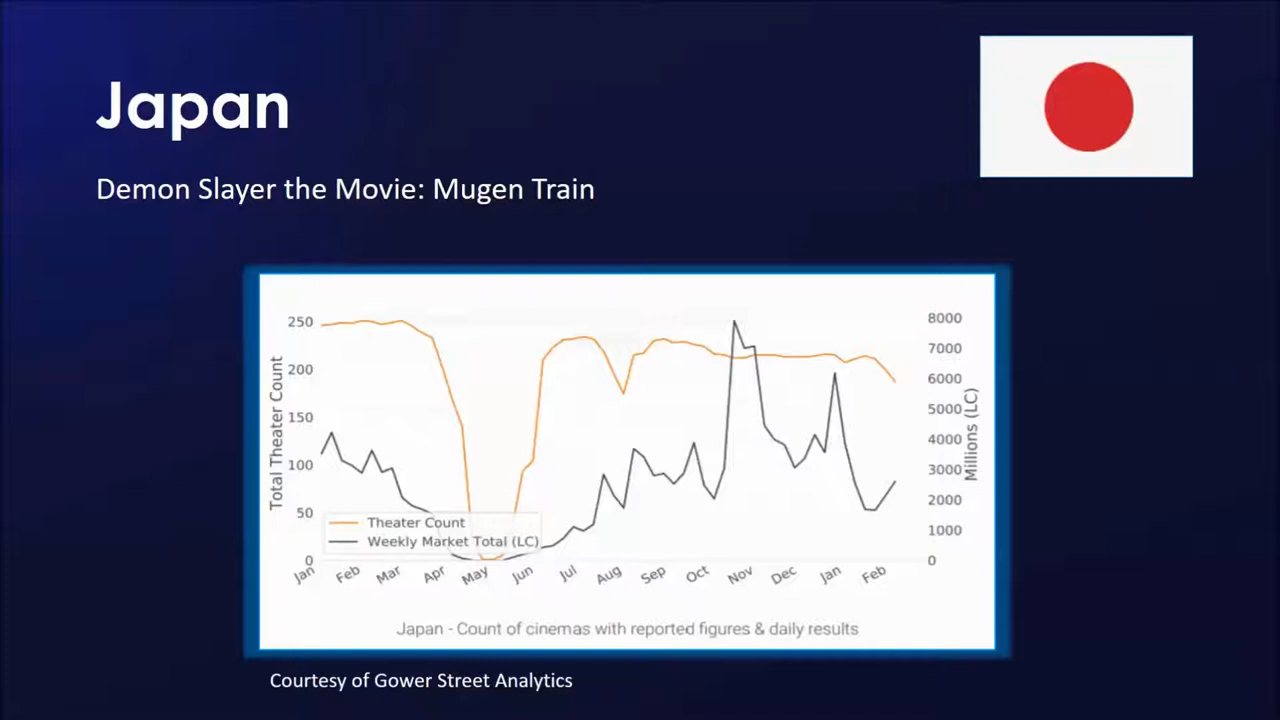 Japan
Demon Slayer the Movie: Mugen Train
250
200
150
100
50
0
Total Theater Count
8000
7000
6000
5000
4000
3000
2000
1000
0
Millions (LC)
Theater Count
Weekly Market Total (LC)
Jan Feb Mar Apr May Jun Jul Aug Sep Oct Nov Dec Jan Feb
Japan - Count of cinemas with reported figures & daily results
Courtesy of Gower Street Analytics